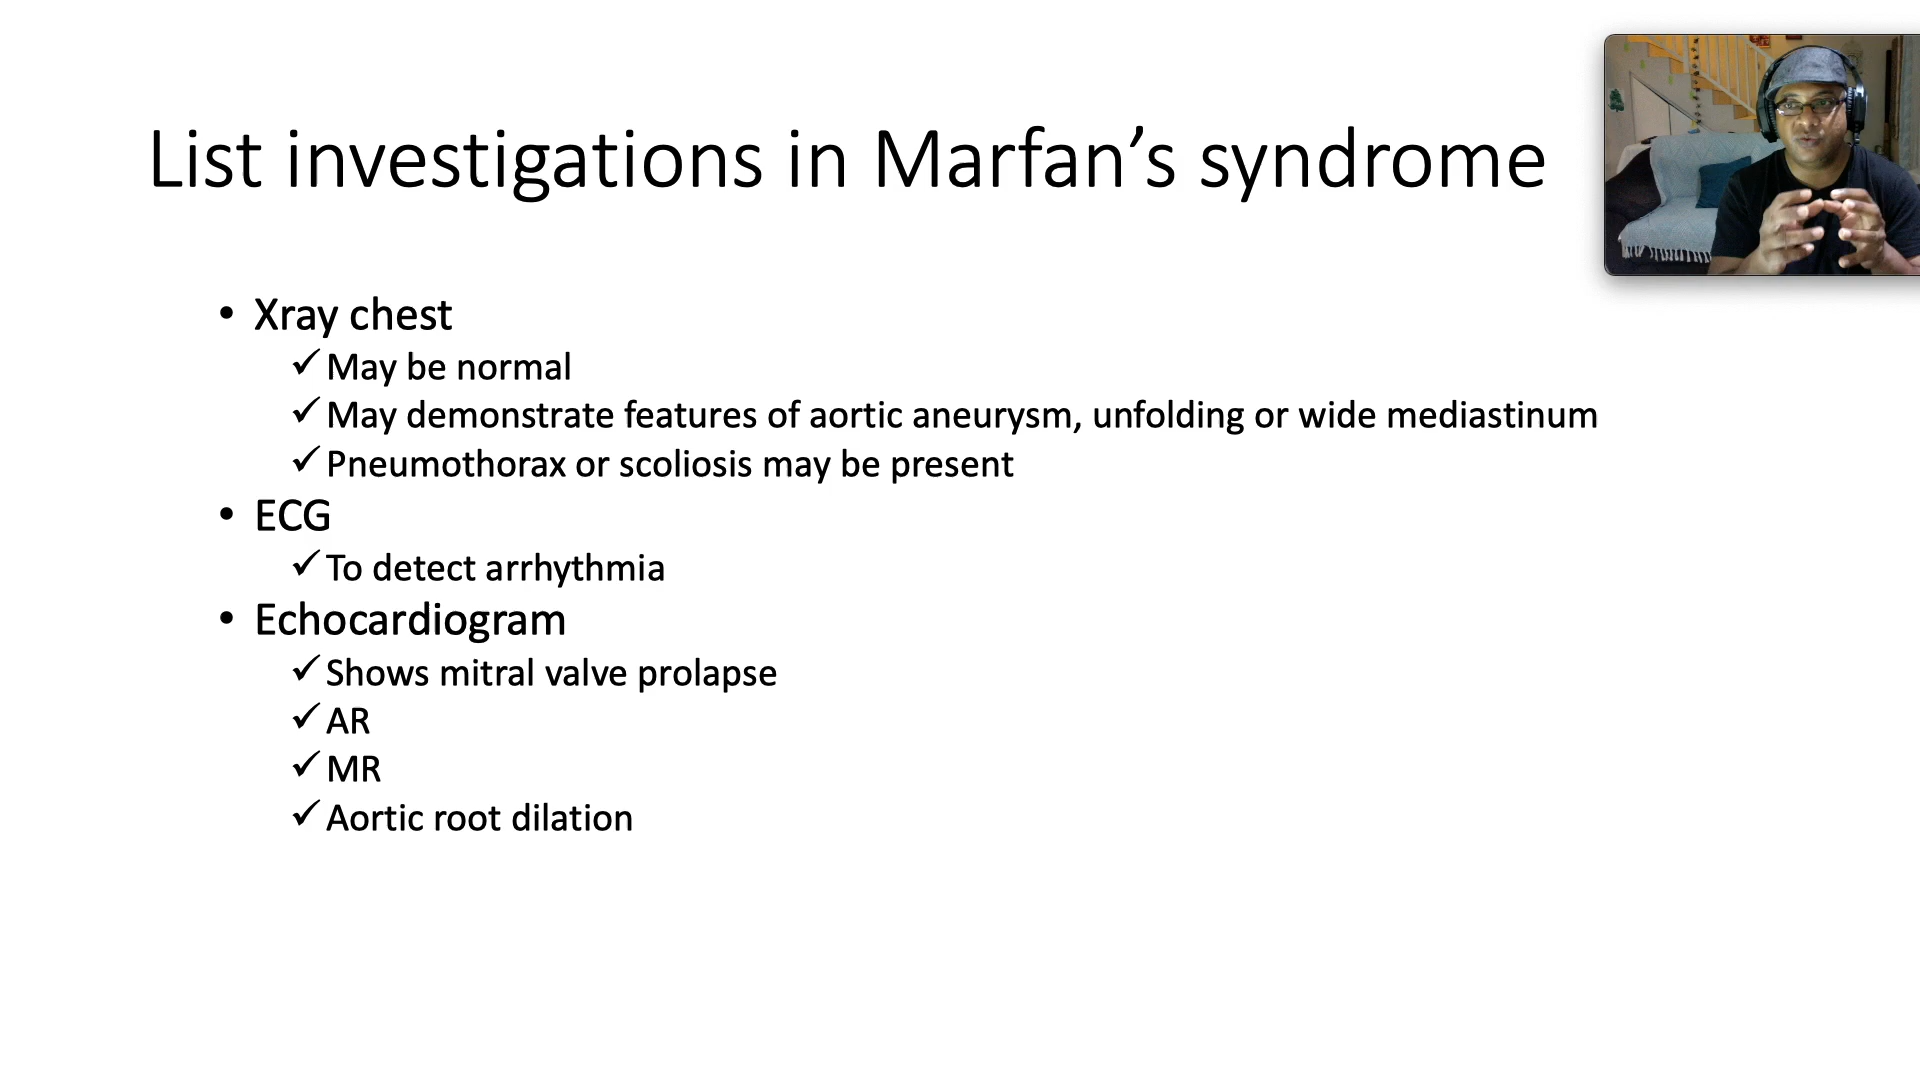 List investigations in Marfan’s syndrome
• Xray chest
✓ May be normal
✓ May demonstrate features of aortic aneurysm, unfolding or wide mediastinum
✓ Pneumothorax or scoliosis may be present
• ECG
✓ To detect arrhythmia
• Echocardiogram
✓ Shows mitral valve prolapse
✓ AR
✓ MR
✓ Aortic root dilation